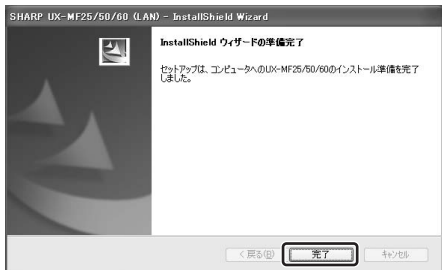 SHARP UX-MF25/50/60 (LAN) - InstallShield Wizard
InstallShield ウィザードの準備完了
セットアップは、コンピュータへのUX-MF25/50/60のインストール準備を完了
しました。
< 戻る(B)
完了
キャンセル